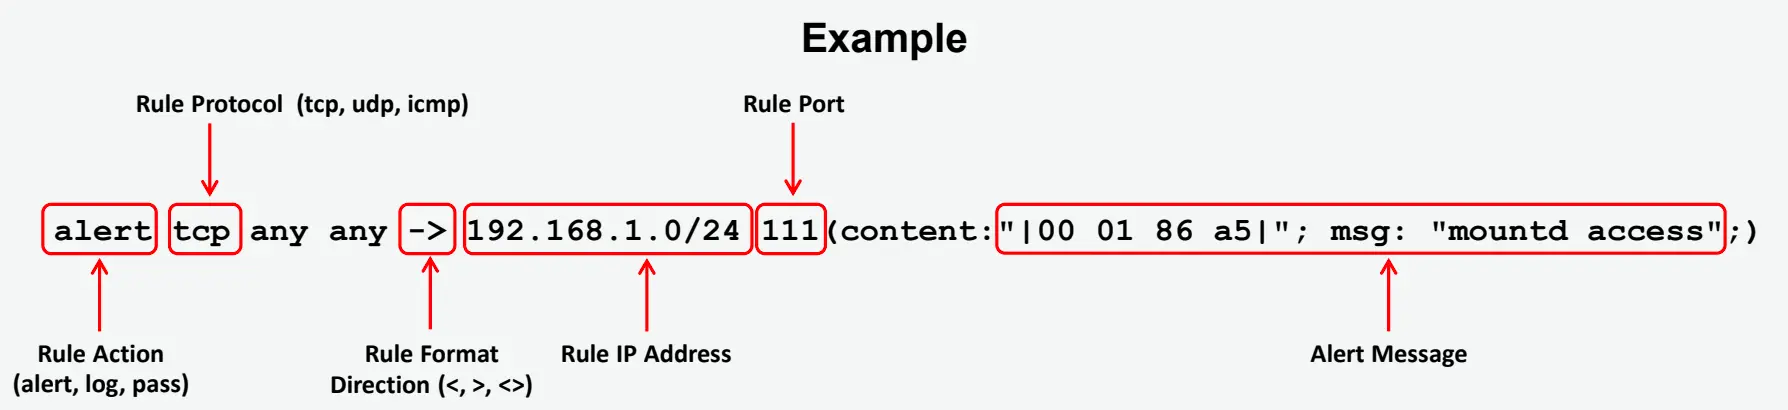 Example
Rule Protocol (tcp, udp, icmp)
Rule Port
alert tcp any any -> 192.168.1.0/24 111(content:"|00 01 86 a5|"; msg: "mountd access";)
Rule Action
(alert, log, pass)
Rule Format
Direction (<, >, <>)
Rule IP Address
Alert Message